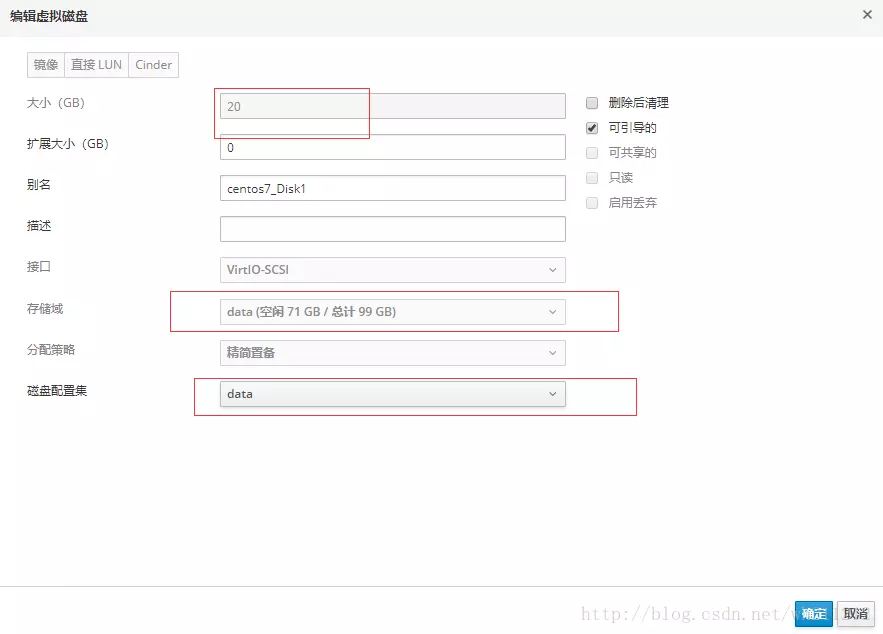 编辑虚拟磁盘
镜像 直接 LUN Cinder
大小（GB） 20
扩展大小（GB） 0
别名 centos7_Disk1
描述
接口 VirtIO-SCSI
存储域 data (空闲 71 GB / 总计 99 GB)
分配策略 精简置备
磁盘配置集 data
删除后清理
可引导的
可共享的
只读
启用丢弃
http://blog.csdn.net/
确定 取消